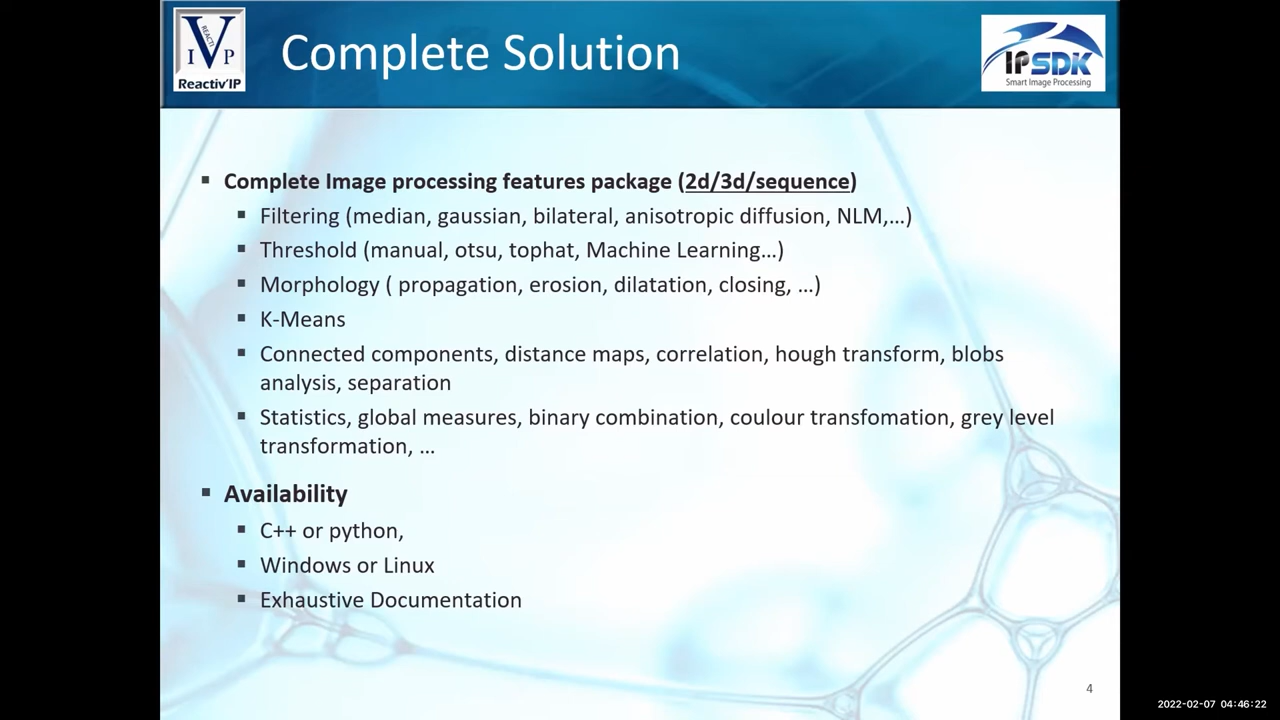 REACTIV
IVP
Reactiv'IP
Complete Solution
IPSDK
Smart Image Processing
▪ Complete Image processing features package (2d/3d/sequence)
▪ Filtering (median, gaussian, bilateral, anisotropic diffusion, NLM,...)
▪ Threshold (manual, otsu, tophat, Machine Learning...)
▪ Morphology ( propagation, erosion, dilatation, closing, ...)
▪ K-Means
▪ Connected components, distance maps, correlation, hough transform, blobs
analysis, separation
▪ Statistics, global measures, binary combination, coulour transfomation, grey level
transformation, ...
▪ Availability
▪ C++ or python,
▪ Windows or Linux
▪ Exhaustive Documentation
4
2022-02-07 04:46:22